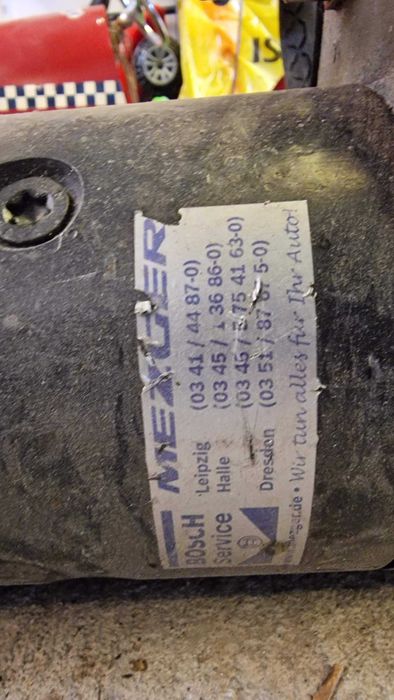 MEZGER
BOSCH
Service
Leipzig (03 41 / 44 87-0)
Halle (03 45 / 36 86-0)
(03 45 / 75 41 63-0)
Dresden (03 51 / 87 5-0)
Wir tun alles für Ihr Auto!
IS